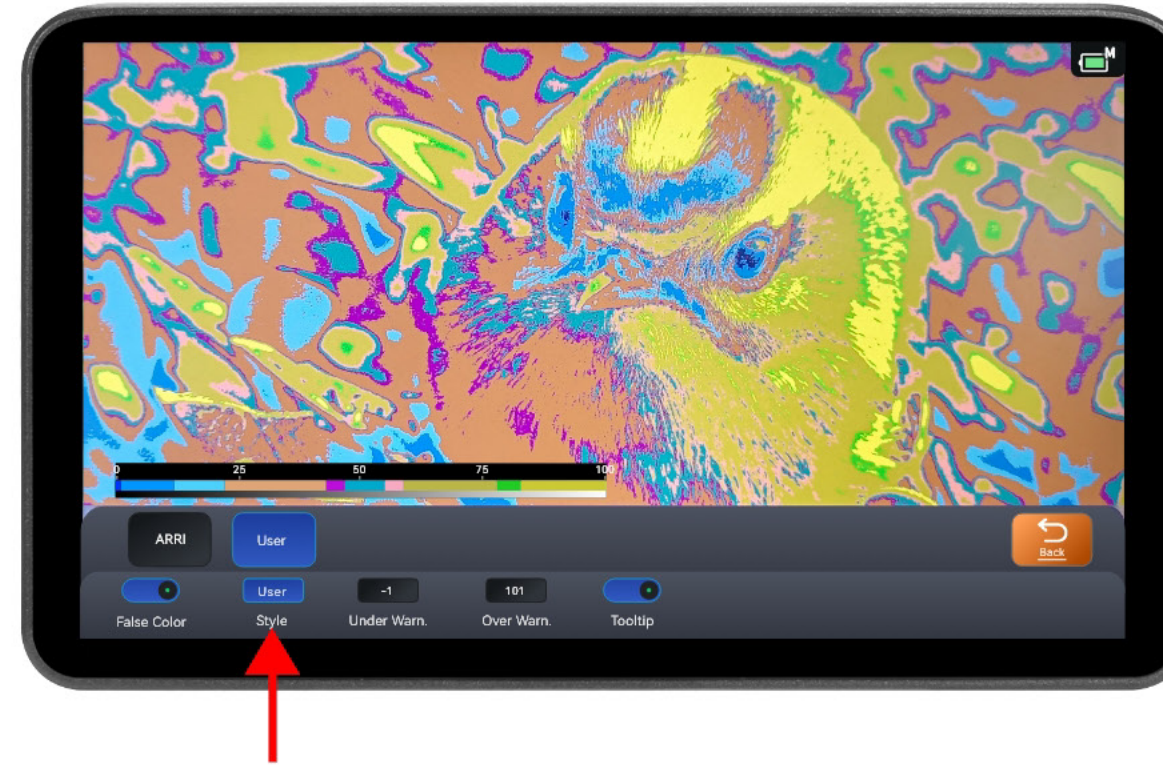 M
0 25 50 75 100
ARRI User Back
User -1 101
False Color Style Under Warn. Over Warn. Tooltip